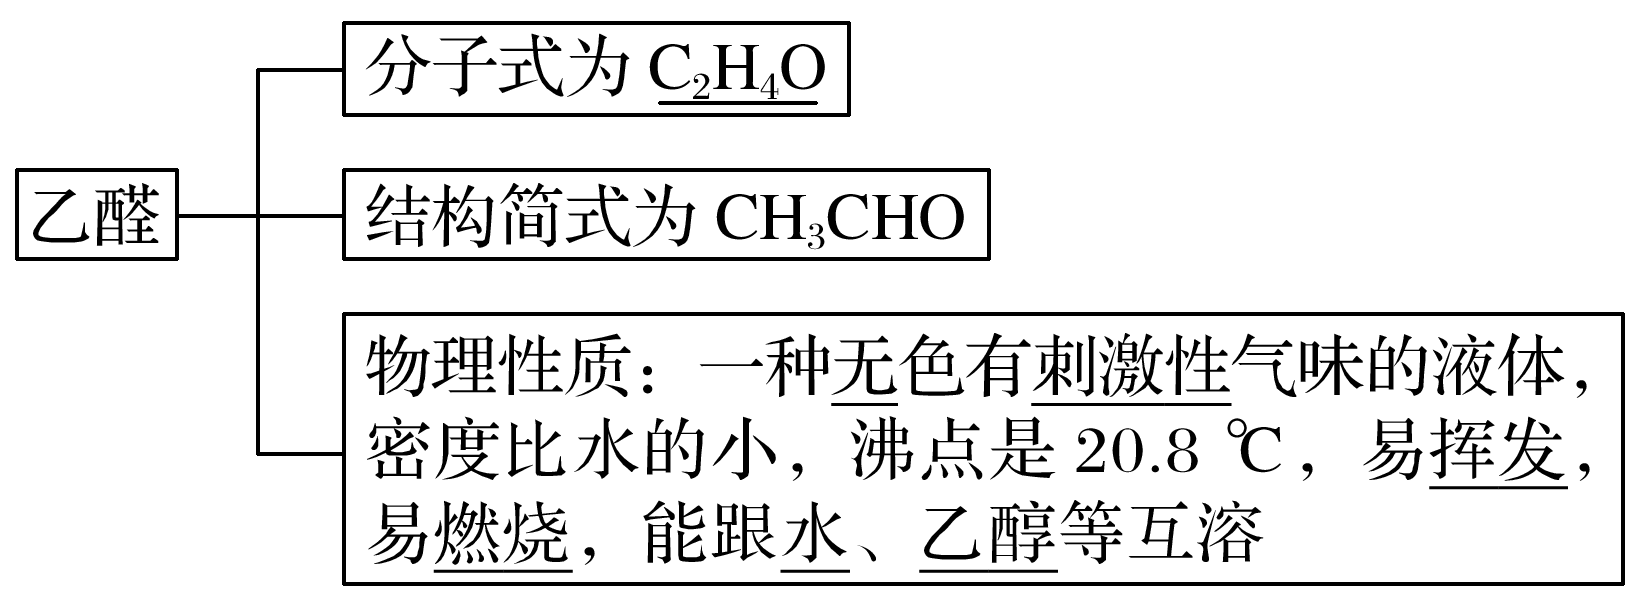 分子式为 C₂H₄O
乙醛
结构简式为 CH₃CHO
物理性质：一种无色有刺激性气味的液体，
密度比水的小，沸点是 20.8 ℃，易挥发，
易燃烧，能跟水、乙醇等互溶